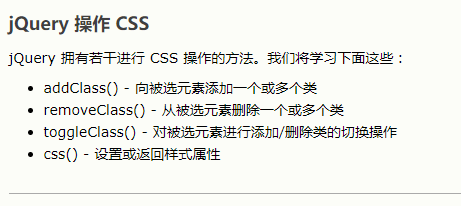 jQuery 操作 CSS
jQuery 拥有若干进行 CSS 操作的方法。我们将学习下面这些：
addClass() - 向被选元素添加一个或多个类
removeClass() - 从被选元素删除一个或多个类
toggleClass() - 对被选元素进行添加/删除类的切换操作
css() - 设置或返回样式属性